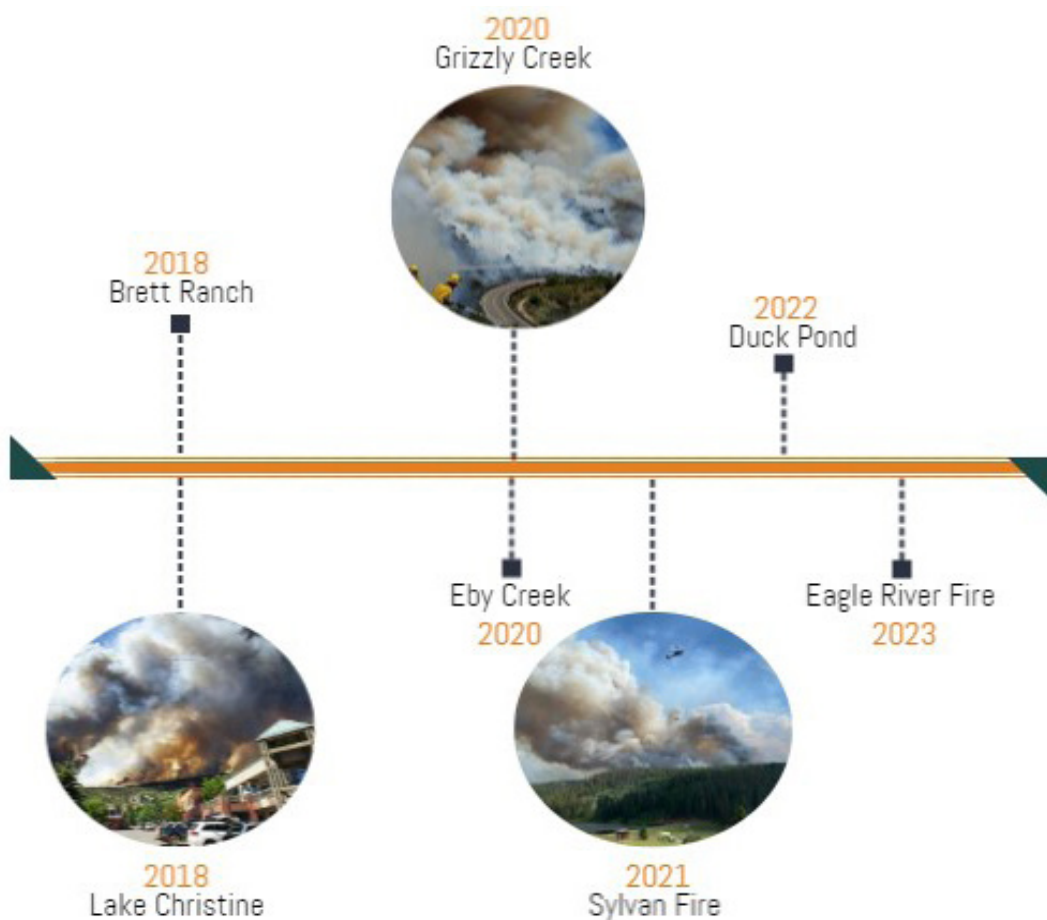 2020
Grizzly Creek
2018
Brett Ranch
2022
Duck Pond
Eby Creek
2020
Eagle River Fire
2023
2018
Lake Christine
2021
Sylvan Fire